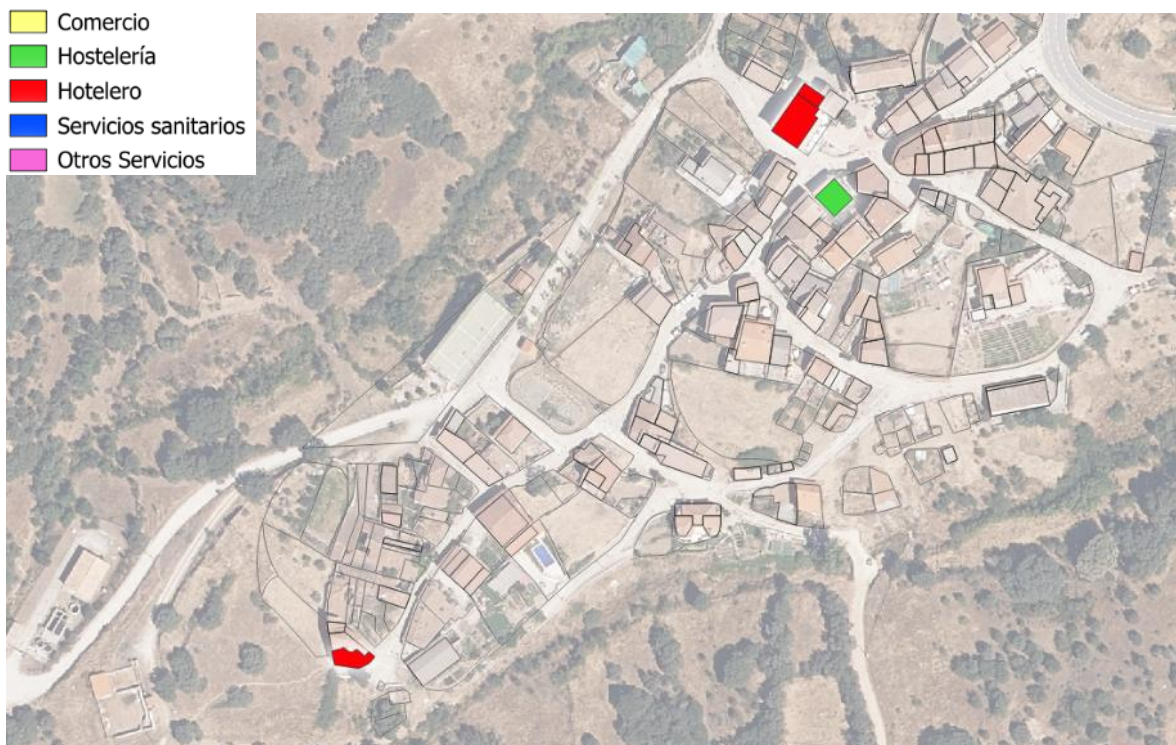 Comercio
Hostelería
Hotelero
Servicios sanitarios
Otros Servicios